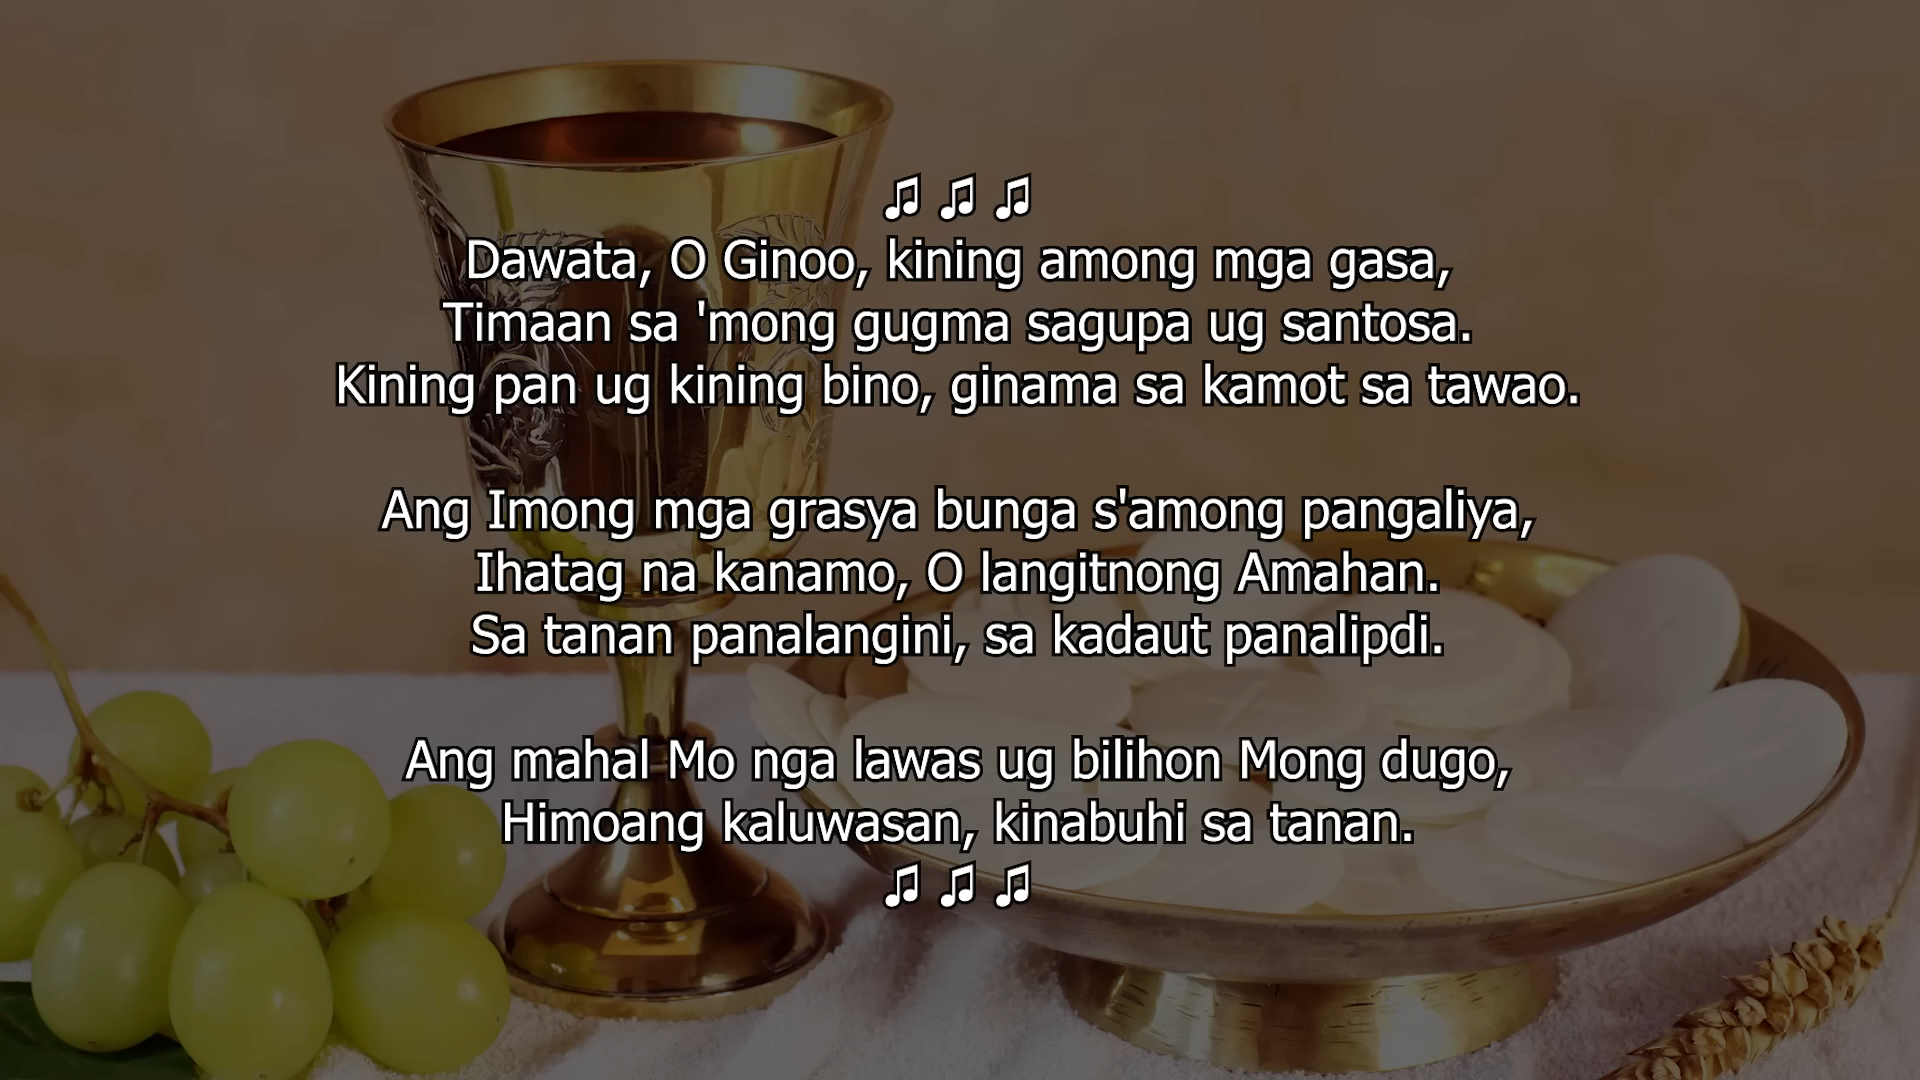 ♫ ♫ ♫
Dawata, O Ginoo, kining among mga gasa,
Timaan sa 'mong gugma sagupa ug santosa.
Kining pan ug kining bino, ginama sa kamot sa tawao.
Ang Imong mga grasya bunga s'among pangaliya,
Ihatag na kanamo, O langitnong Amahan.
Sa tanan panalangini, sa kadaut panalipdi.
Ang mahal Mo nga lawas ug bilihon Mong dugo,
Himoang kaluwasan, kinabuhi sa tanan.
♫ ♫ ♫